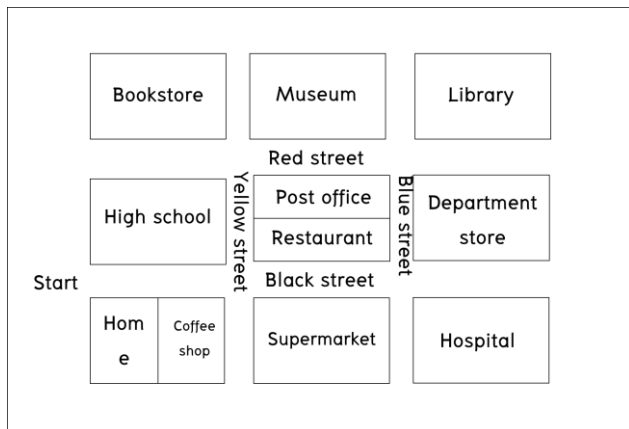 Bookstore
Museum
Library
Red street
High school
Yellow street
Post office
Restaurant
Blue street
Department
store
Start
Black street
Hom
e
Coffee
shop
Supermarket
Hospital